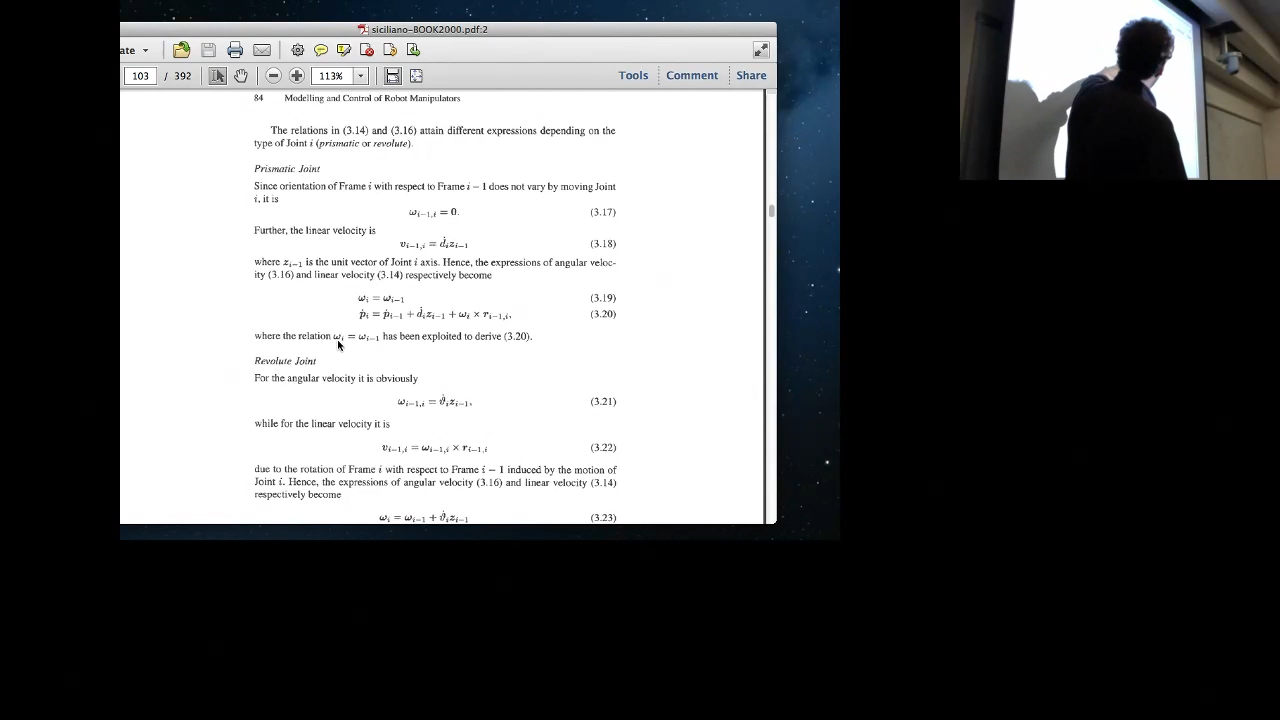 siciliano-BOOK2000.pdf:2
ate
103 / 392 113% Tools Comment Share
84 Modelling and Control of Robot Manipulators
The relations in (3.14) and (3.16) attain different expressions depending on the
type of Joint i (prismatic or revolute).
Prismatic Joint
Since orientation of Frame i with respect to Frame i − 1 does not vary by moving Joint
i, it is
ωᵢ₋₁,ᵢ = 0. (3.17)
Further, the linear velocity is
vᵢ₋₁,ᵢ = ḋᵢzᵢ₋₁ (3.18)
where zᵢ₋₁ is the unit vector of Joint i axis. Hence, the expressions of angular veloc-
ity (3.16) and linear velocity (3.14) respectively become
ωᵢ = ωᵢ₋₁ (3.19)
ṗᵢ = ṗᵢ₋₁ + ḋᵢzᵢ₋₁ + ωᵢ × rᵢ₋₁,ᵢ, (3.20)
where the relation ωᵢ = ωᵢ₋₁ has been exploited to derive (3.20).
Revolute Joint
For the angular velocity it is obviously
ωᵢ₋₁,ᵢ = ϑ̇ᵢzᵢ₋₁, (3.21)
while for the linear velocity it is
vᵢ₋₁,ᵢ = ωᵢ₋₁,ᵢ × rᵢ₋₁,ᵢ (3.22)
due to the rotation of Frame i with respect to Frame i − 1 induced by the motion of
Joint i. Hence, the expressions of angular velocity (3.16) and linear velocity (3.14)
respectively become
ωᵢ = ωᵢ₋₁ + ϑ̇ᵢzᵢ₋₁ (3.23)